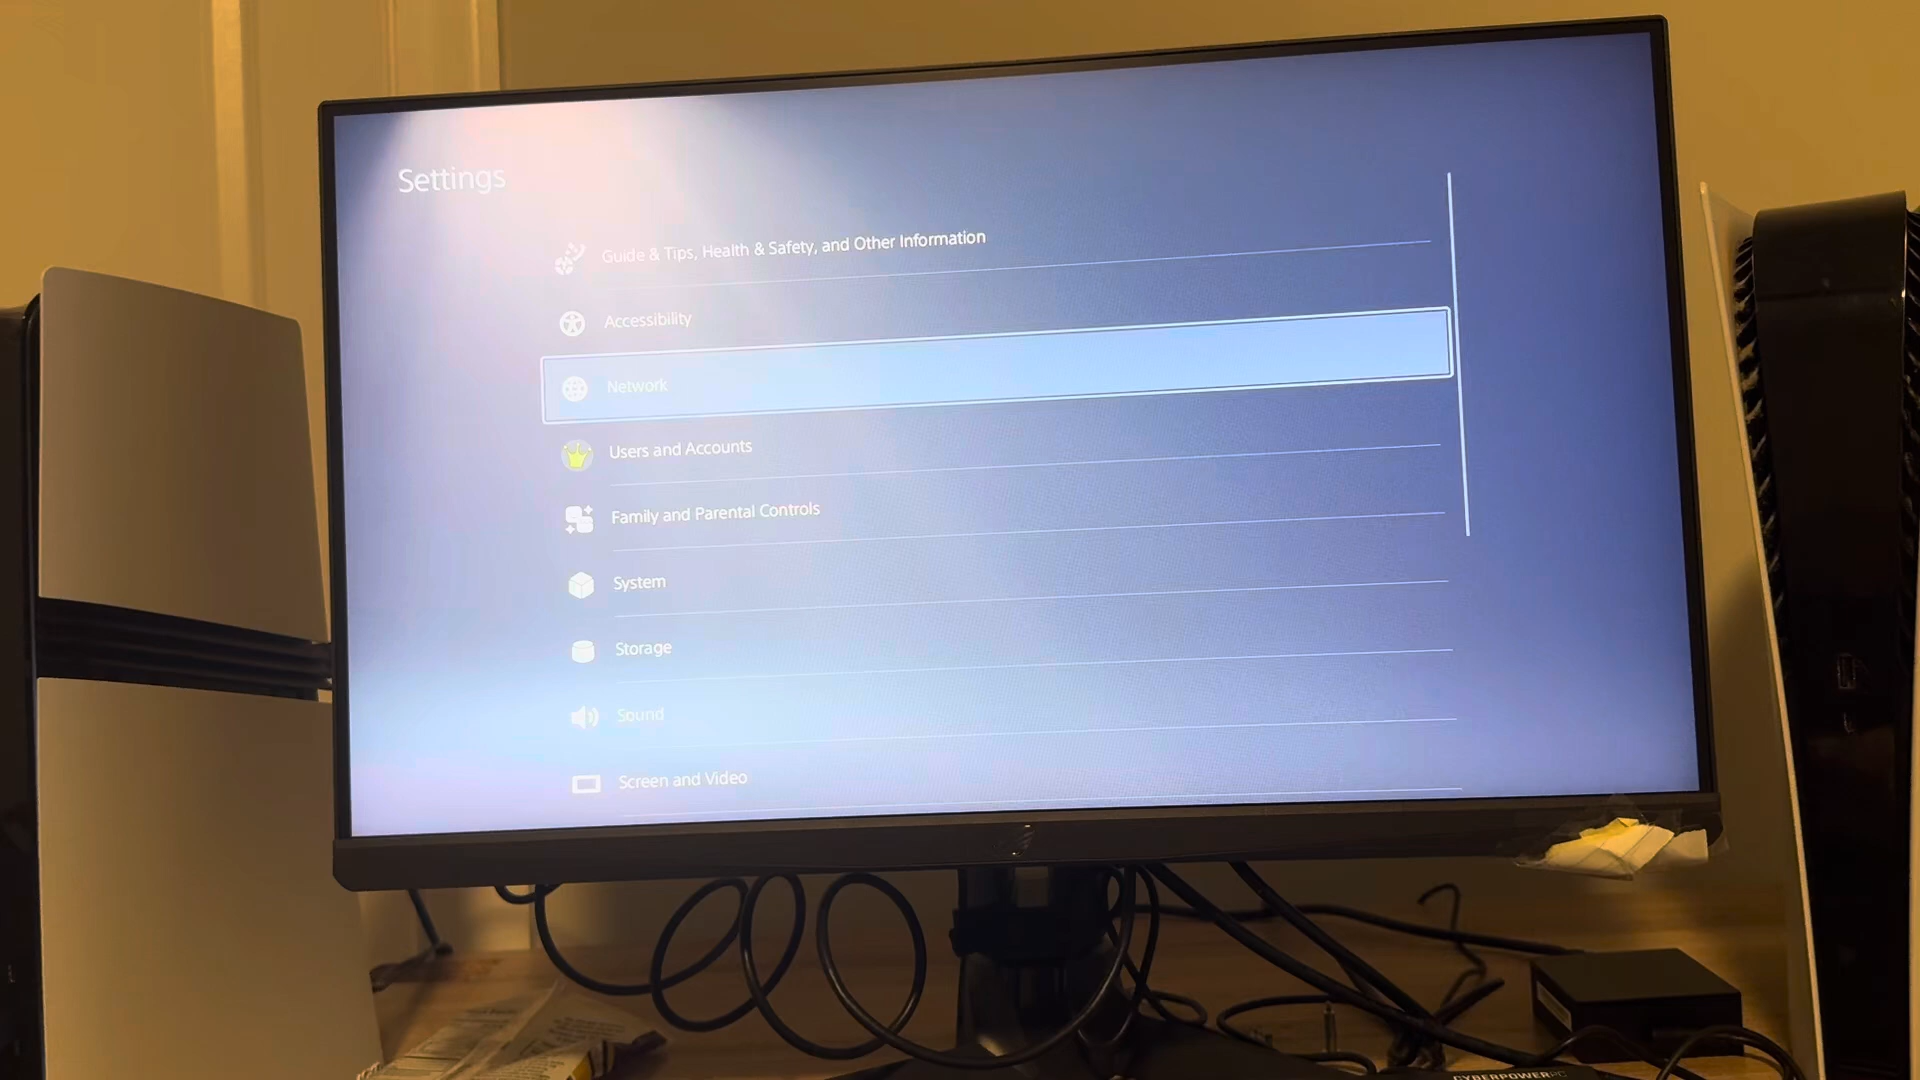 Settings
Guide & Tips, Health & Safety, and Other Information
Accessibility
Network
Users and Accounts
Family and Parental Controls
System
Storage
Sound
Screen and Video
CYBERPOWERPC